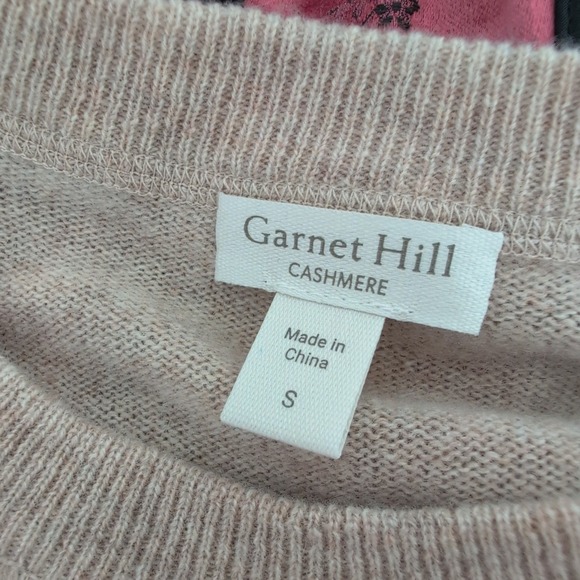 Garnet Hill
CASHMERE
Made in
China
S